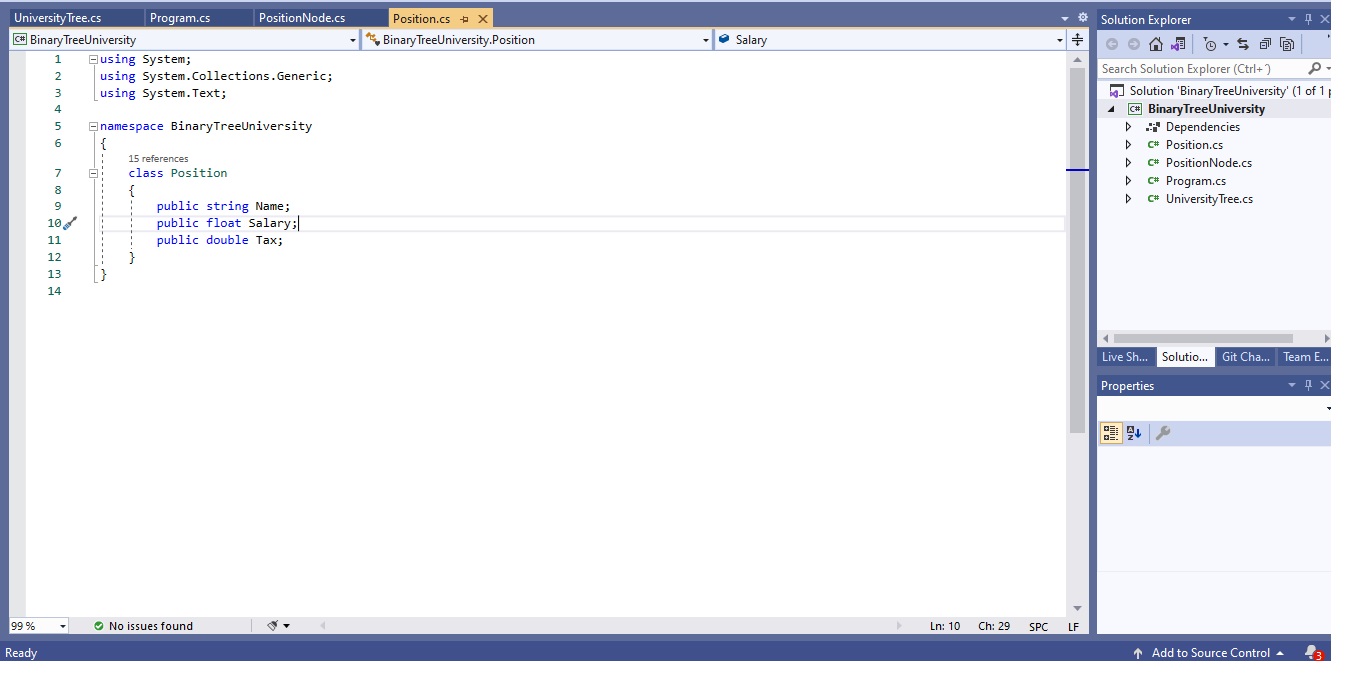 UniversityTree.cs Program.cs PositionNode.cs Position.cs
BinaryTreeUniversity BinaryTreeUniversity.Position Salary
1 using System;
2 using System.Collections.Generic;
3 using System.Text;
4
5 namespace BinaryTreeUniversity
6 {
15 references
7 class Position
8 {
9 public string Name;
10 public float Salary;
11 public double Tax;
12 }
13 }
14
99 % No issues found Ln: 10 Ch: 29 SPC LF
Solution Explorer
Search Solution Explorer (Ctrl+´)
Solution 'BinaryTreeUniversity' (1 of 1 p
C# BinaryTreeUniversity
Dependencies
C# Position.cs
C# PositionNode.cs
C# Program.cs
C# UniversityTree.cs
Live Sh... Solutio... Git Cha... Team E...
Properties
Ready Add to Source Control 3